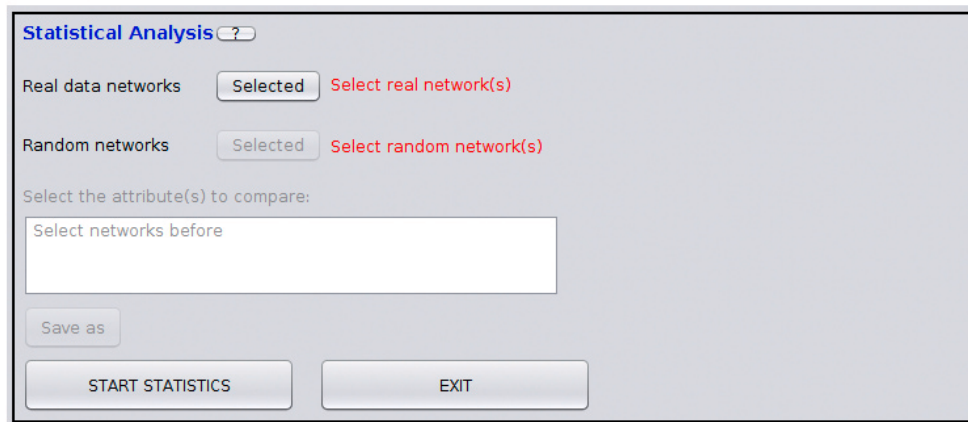 Statistical Analysis ?
Real data networks Selected Select real network(s)
Random networks Selected Select random network(s)
Select the attribute(s) to compare:
Select networks before
Save as
START STATISTICS EXIT